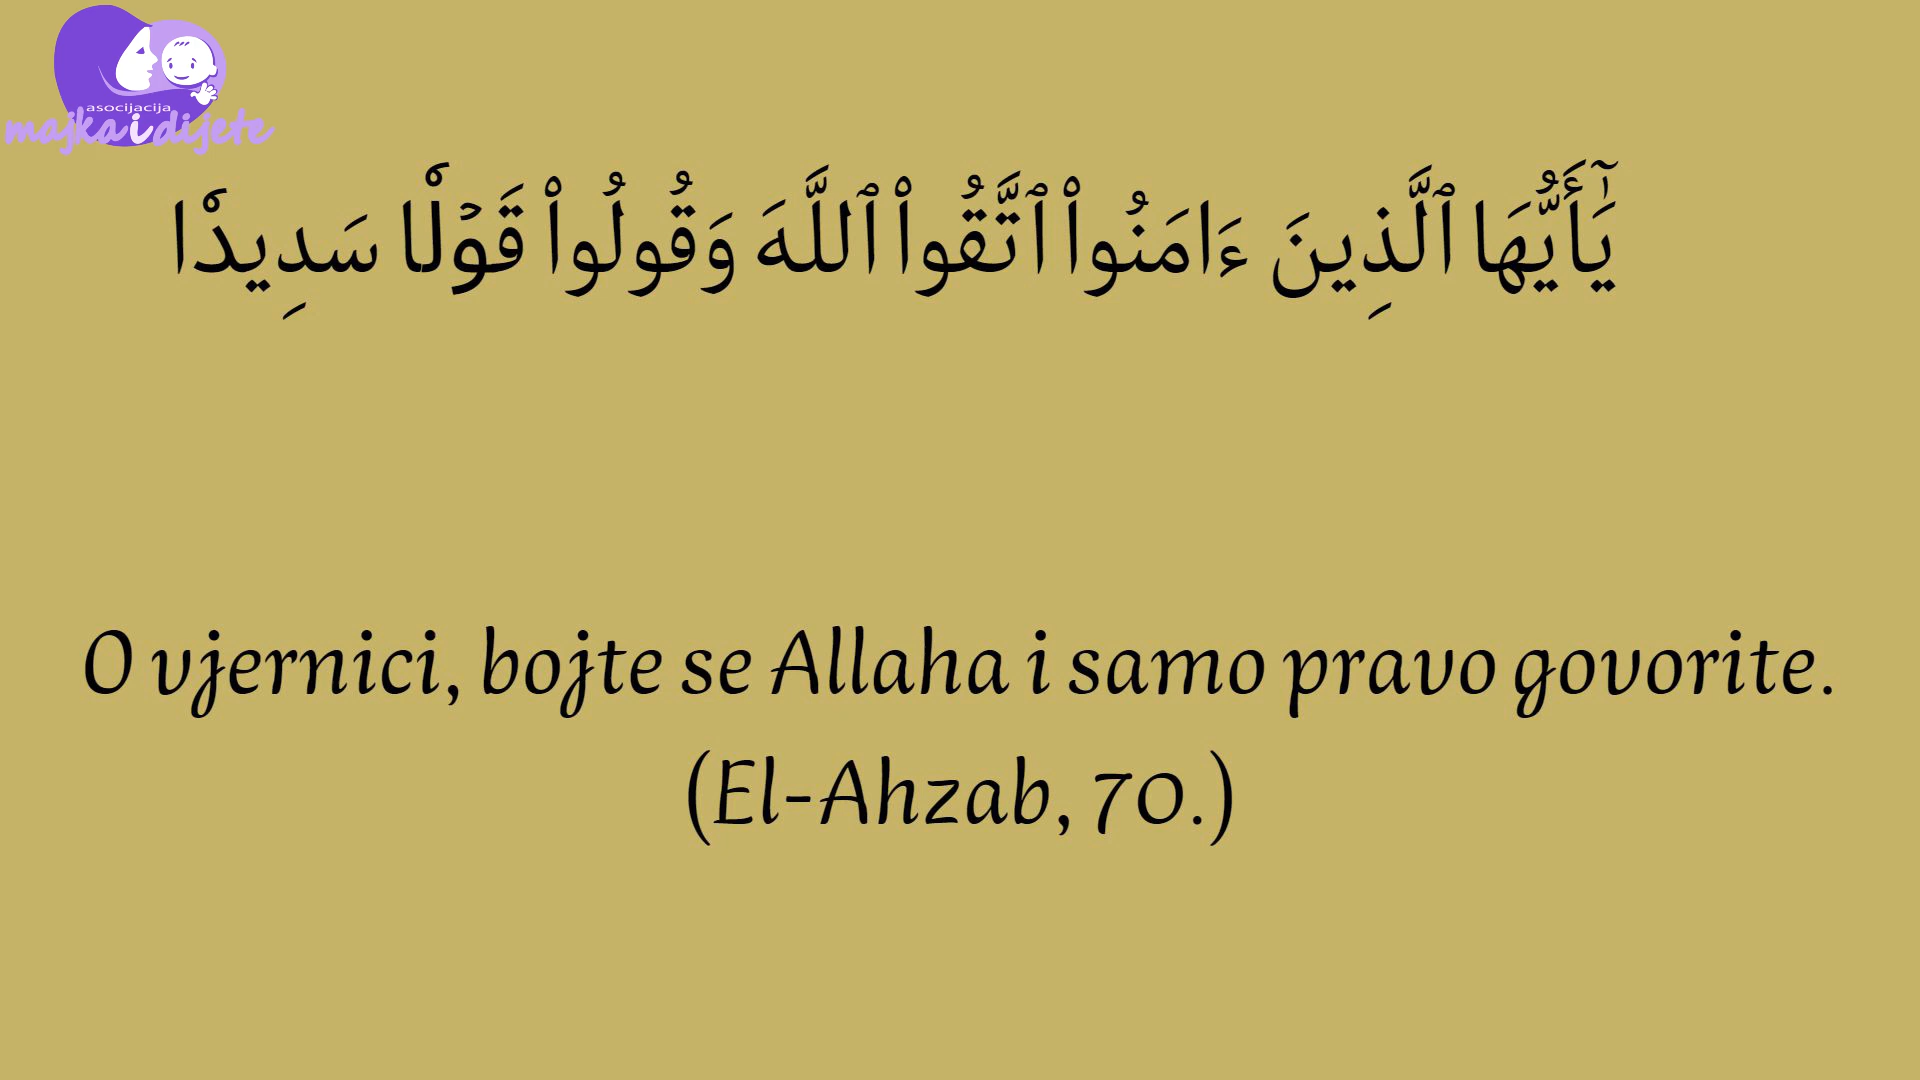 asocijacija
majka i dijete
يَٰٓأَيُّهَا ٱلَّذِينَ ءَامَنُوا۟ ٱتَّقُوا۟ ٱللَّهَ وَقُولُوا۟ قَوْلًۭا سَدِيدًۭا
O vjernici, bojte se Allaha i samo pravo govorite.
(El-Ahzab, 70.)